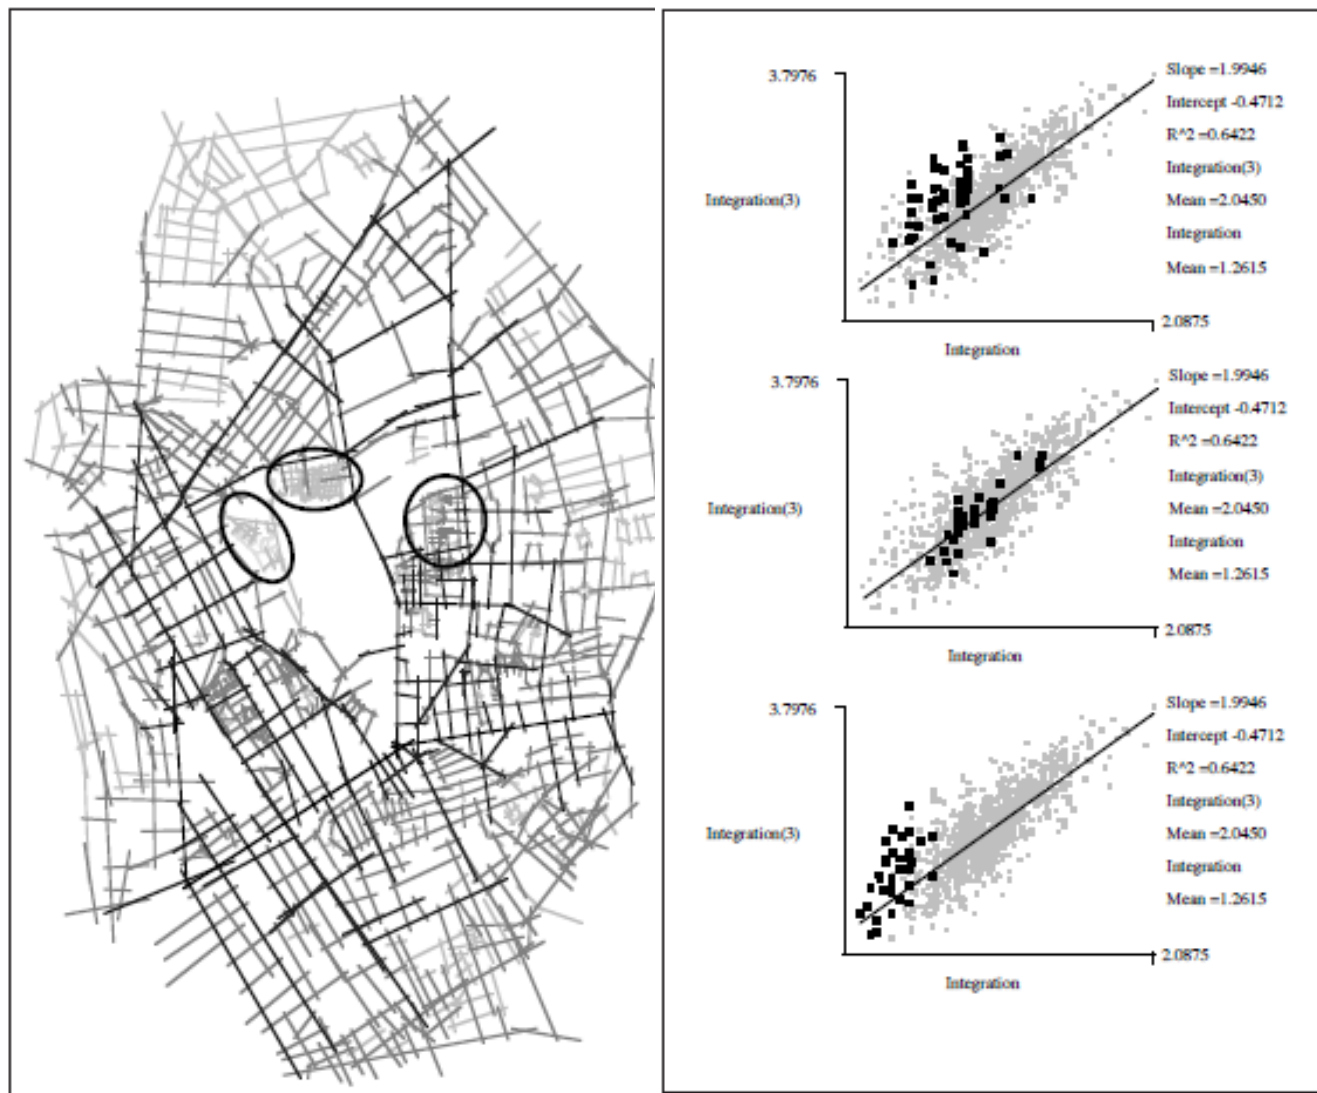 3.7976
Slope =1.9946
Intercept -0.4712
R^2 =0.6422
Integration(3)
Integration(3)
Mean =2.0450
Integration
Mean =1.2615
2.0875
Integration
3.7976
Slope =1.9946
Intercept -0.4712
R^2 =0.6422
Integration(3)
Integration(3)
Mean =2.0450
Integration
Mean =1.2615
2.0875
Integration
3.7976
Slope =1.9946
Intercept -0.4712
R^2 =0.6422
Integration(3)
Integration(3)
Mean =2.0450
Integration
Mean =1.2615
2.0875
Integration